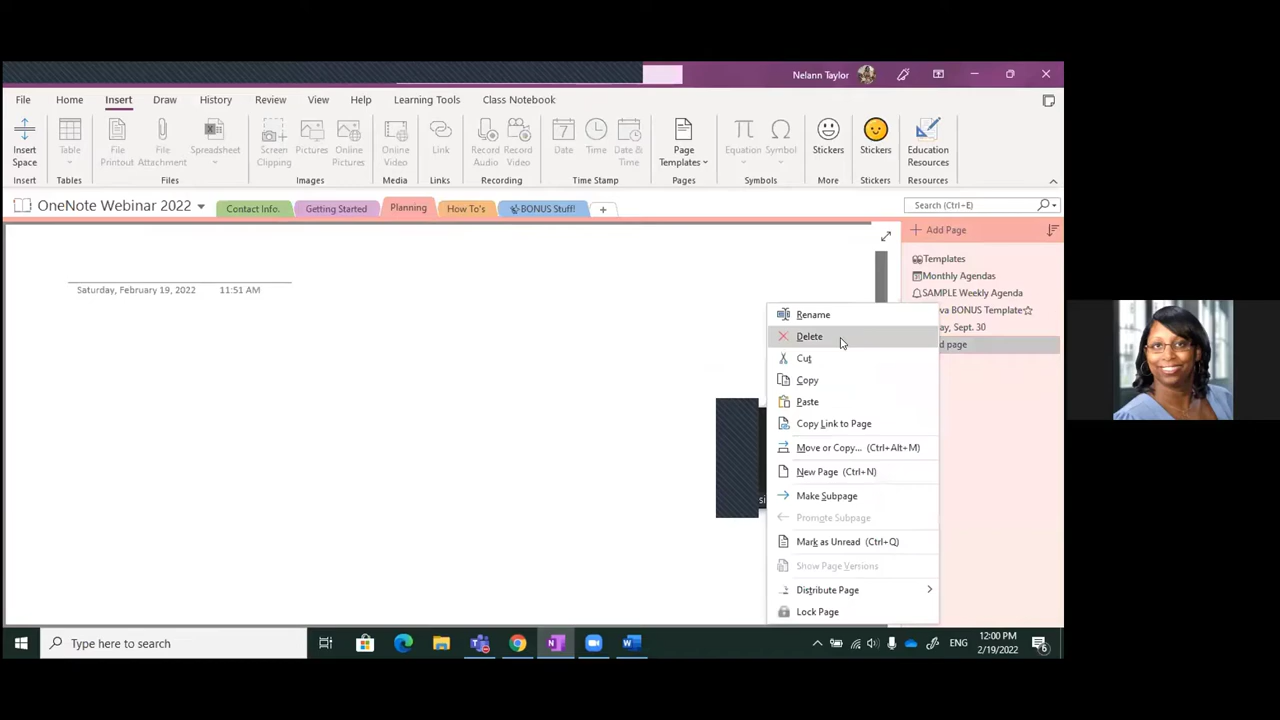 Nelann Taylor
File Home Insert Draw History Review View Help Learning Tools Class Notebook
Insert Space
Table
File Printout
File Attachment
Spreadsheet
Screen Clipping
Pictures
Online Pictures
Online Video
Link
Record Audio
Record Video
Date
Time
Date & Time
Page Templates
Equation
Symbol
Stickers
Stickers
Education Resources
Insert Tables Files Images Media Links Recording Time Stamp Pages Symbols More Stickers Resources
OneNote Webinar 2022 Contact Info. Getting Started Planning How To's BONUS Stuff! Search (Ctrl+E)
Add Page
Templates
Monthly Agendas
SAMPLE Weekly Agenda
BONUS Template
Sept. 30
page
Saturday, February 19, 2022 11:51 AM
Rename
Delete
Cut
Copy
Paste
Copy Link to Page
Move or Copy... (Ctrl+Alt+M)
New Page (Ctrl+N)
Make Subpage
Promote Subpage
Mark as Unread (Ctrl+Q)
Show Page Versions
Distribute Page
Lock Page
Type here to search
ENG
12:00 PM
2/19/2022
6